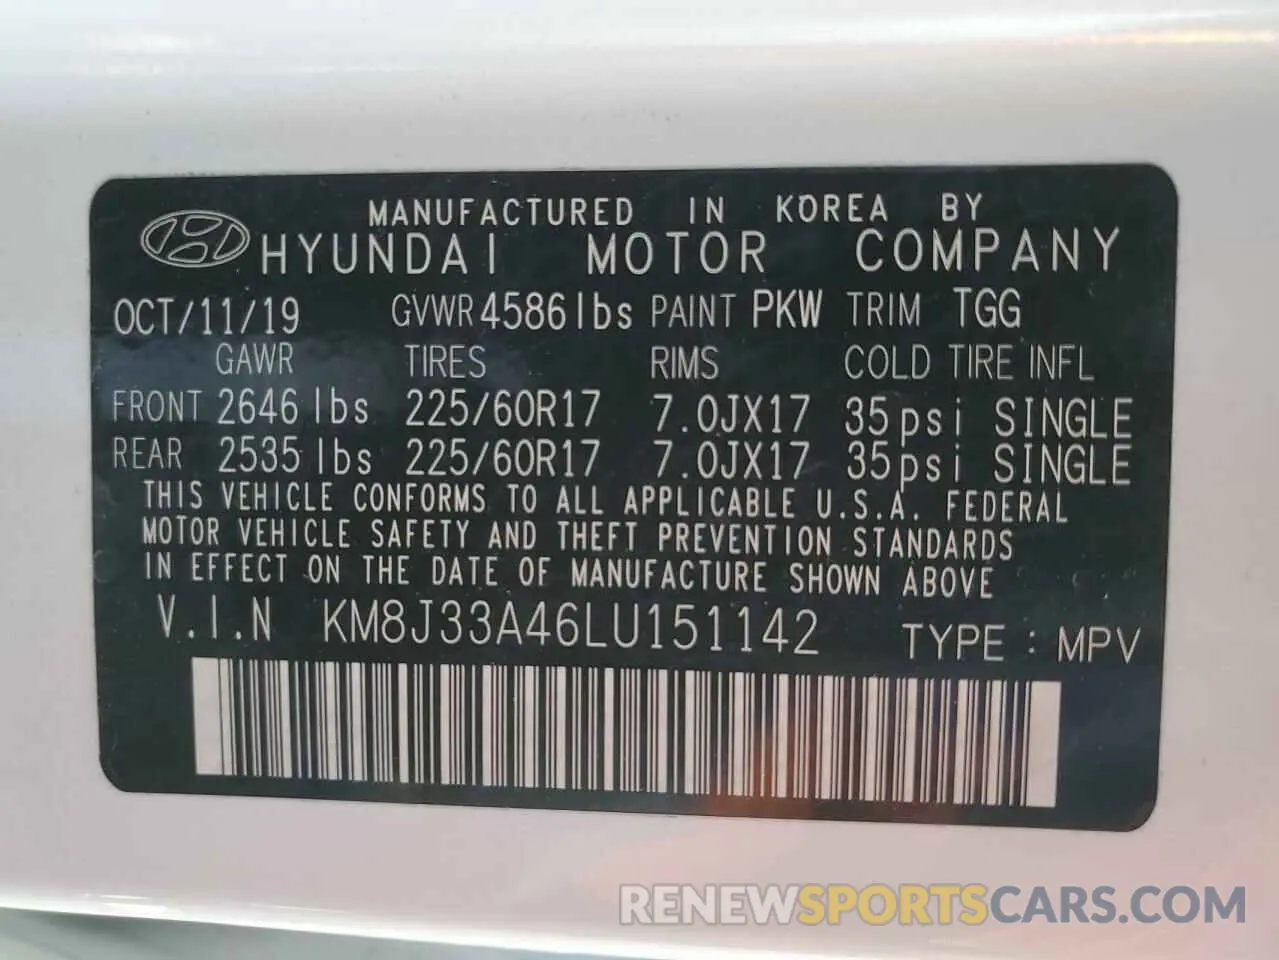 MANUFACTURED IN KOREA BY
HYUNDAI MOTOR COMPANY
OCT/11/19 GVWR 4586lbs PAINT PKW TRIM TGG
GAWR TIRES RIMS COLD TIRE INFL
FRONT 2646 lbs 225/60R17 7.0JX17 35psi SINGLE
REAR 2535 lbs 225/60R17 7.0JX17 35psi SINGLE
THIS VEHICLE CONFORMS TO ALL APPLICABLE U.S.A. FEDERAL
MOTOR VEHICLE SAFETY AND THEFT PREVENTION STANDARDS
IN EFFECT ON THE DATE OF MANUFACTURE SHOWN ABOVE
V.I.N KM8J33A46LU151142 TYPE : MPV
RENEWSPORTSCARS.COM